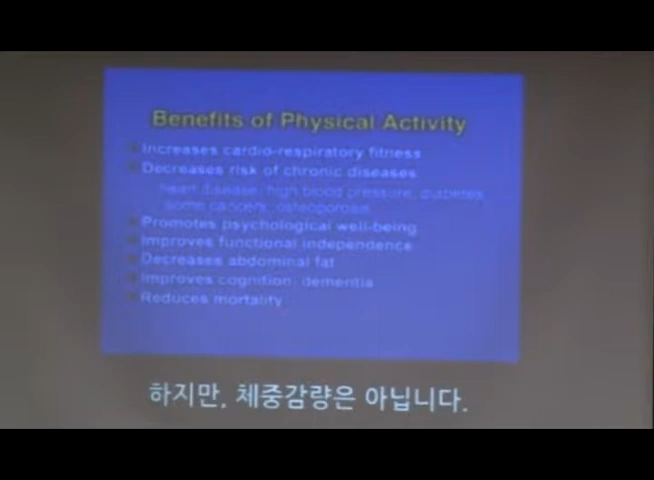 Benefits of Physical Activity
Increases cardio-respiratory fitness
Decreases risk of chronic diseases
heart disease, high blood pressure, diabetes,
some cancers, osteoporosis
Promotes psychological well-being
Improves functional independence
Decreases abdominal fat
Improves cognition: dementia
Reduces mortality
하지만, 체중감량은 아닙니다.